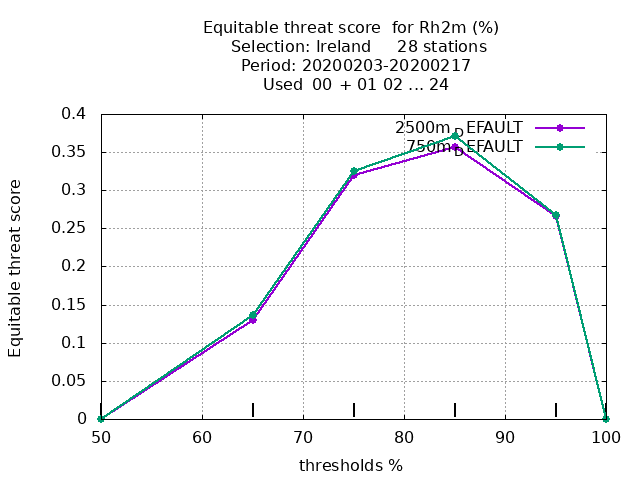 Equitable threat score  for Rh2m (%)
Selection: Ireland     28 stations
Period: 20200203-20200217
Used  00 + 01 02 ... 24
2500m_DEFAULT
750m_DEFAULT
Equitable threat score
0.4
0.35
0.3
0.25
0.2
0.15
0.1
0.05
0
50 60 70 80 90 100
thresholds %